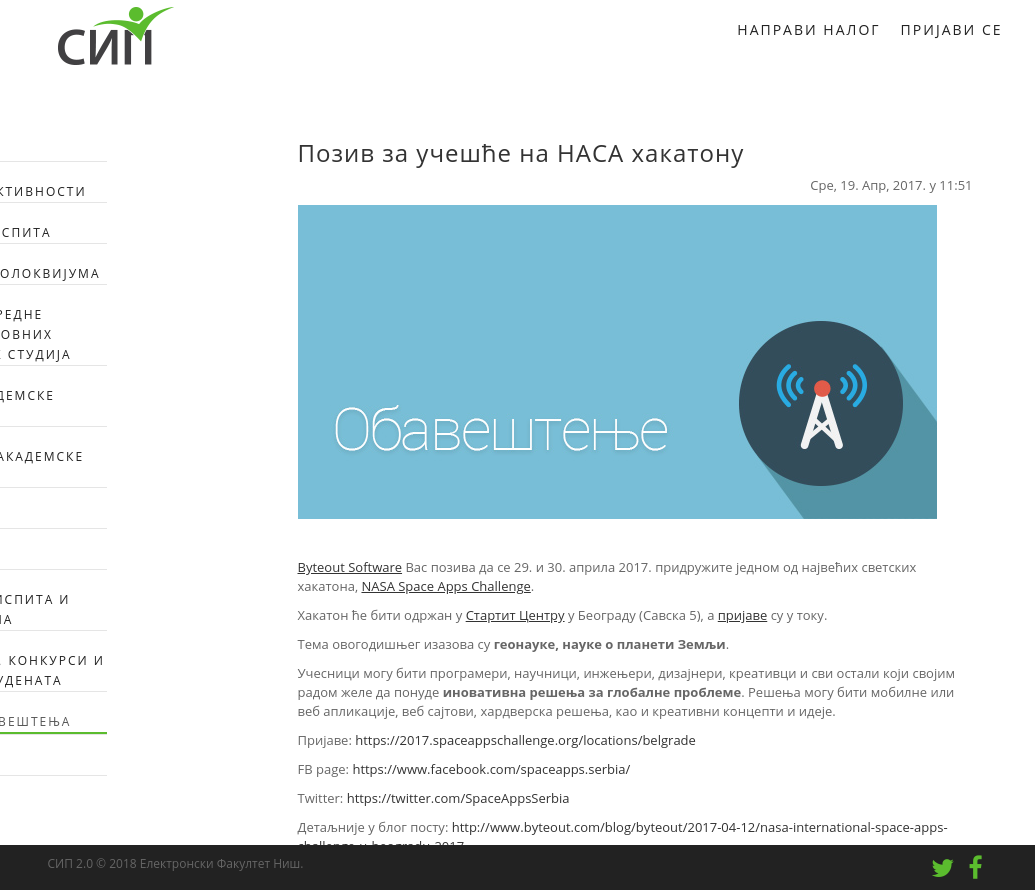 СИП
НАПРАВИ НАЛОГ ПРИЈАВИ СЕ
Позив за учешће на НАСА хакатону
Сре, 19. Апр, 2017. у 11:51
КТИВНОСТИ
СПИТА
ОЛОКВИЈУМА
РЕДНЕ
ОВНИХ
СТУДИЈА
ДЕМСКЕ
АКАДЕМСКЕ
ИСПИТА И
НА
КОНКУРСИ И
УДЕНАТА
ВЕШТЕЊА
Обавештење
Byteout Software Вас позива да се 29. и 30. априла 2017. придружите једном од највећих светских
хакатона, NASA Space Apps Challenge.
Хакатон ће бити одржан у Стартит Центру у Београду (Савска 5), а пријаве су у току.
Тема овогодишњег изазова су геонауке, науке о планети Земљи.
Учесници могу бити програмери, научници, инжењери, дизајнери, креативци и сви остали који својим
радом желе да понуде иновативна решења за глобалне проблеме. Решења могу бити мобилне или
веб апликације, веб сајтови, хардверска решења, као и креативни концепти и идеје.
Пријаве: https://2017.spaceappschallenge.org/locations/belgrade
FB page: https://www.facebook.com/spaceapps.serbia/
Twitter: https://twitter.com/SpaceAppsSerbia
Детаљније у блог посту: http://www.byteout.com/blog/byteout/2017-04-12/nasa-international-space-apps-
challenge-u-beogradu-2017
СИП 2.0 © 2018 Електронски Факултет Ниш.